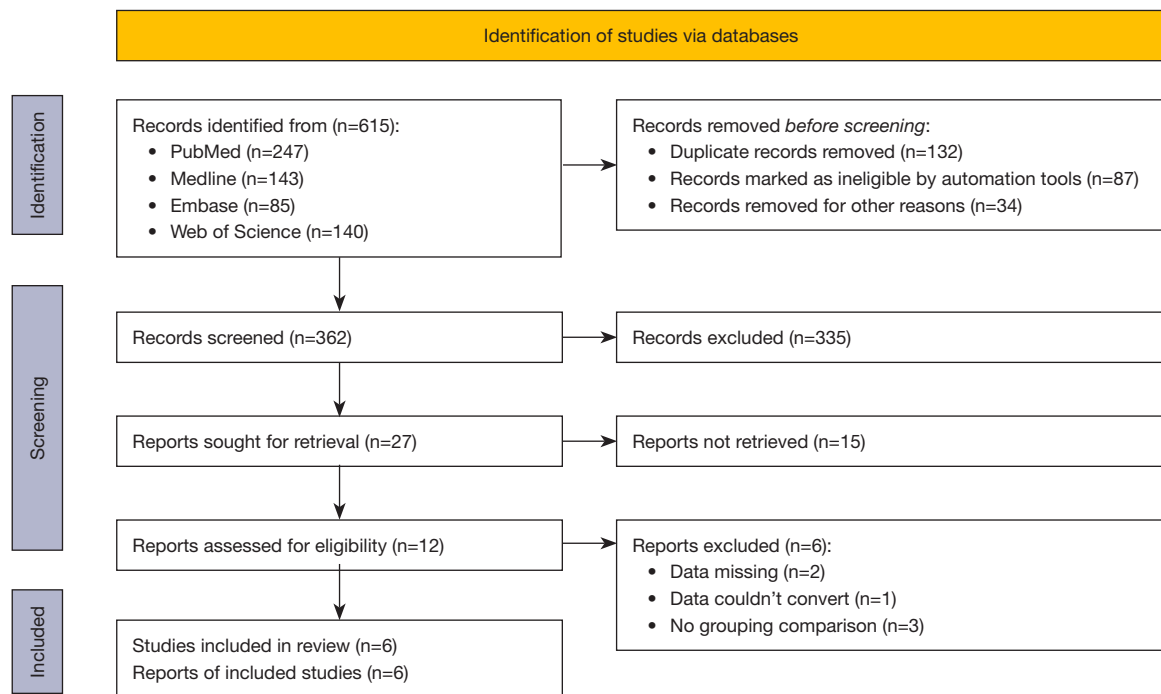 Identification of studies via databases
Identification
Records identified from (n=615):
• PubMed (n=247)
• Medline (n=143)
• Embase (n=85)
• Web of Science (n=140)
Records removed before screening:
• Duplicate records removed (n=132)
• Records marked as ineligible by automation tools (n=87)
• Records removed for other reasons (n=34)
Screening
Records screened (n=362)
Records excluded (n=335)
Reports sought for retrieval (n=27)
Reports not retrieved (n=15)
Reports assessed for eligibility (n=12)
Reports excluded (n=6):
• Data missing (n=2)
• Data couldn't convert (n=1)
• No grouping comparison (n=3)
Included
Studies included in review (n=6)
Reports of included studies (n=6)